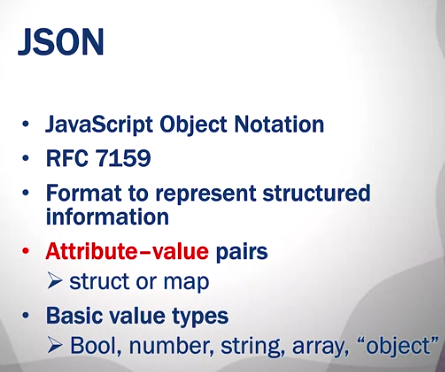 JSON
• JavaScript Object Notation
• RFC 7159
• Format to represent structured
information
• Attribute–value pairs
➢ struct or map
• Basic value types
➢ Bool, number, string, array, “object”